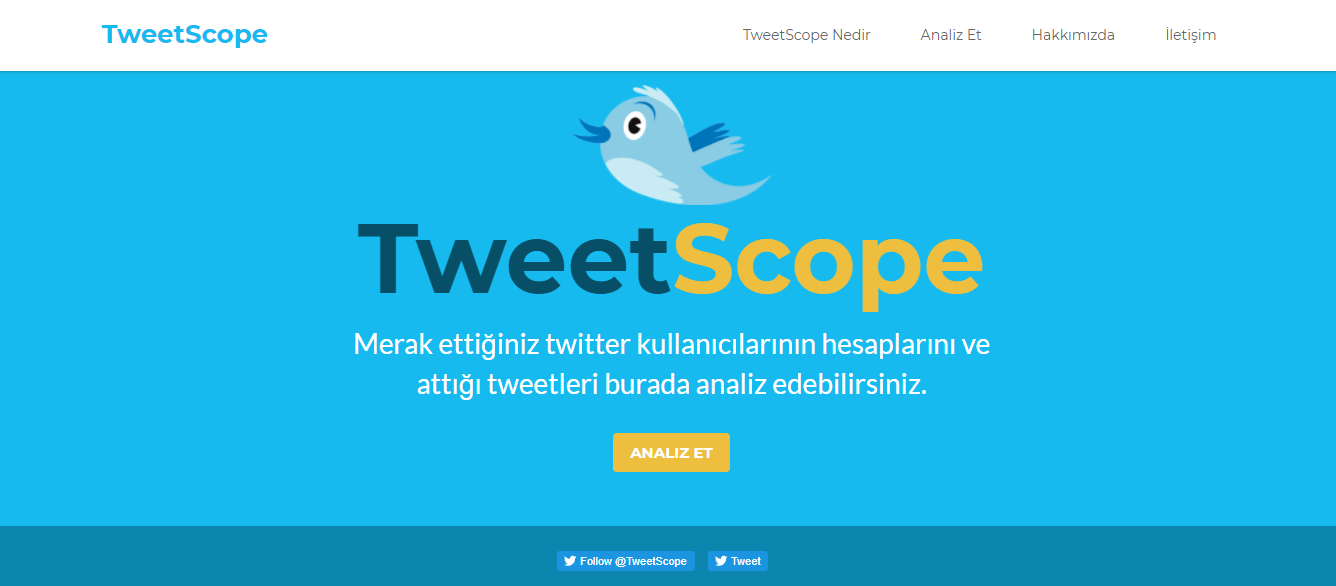 TweetScope
TweetScope Nedir
Analiz Et
Hakkımızda
İletişim
TweetScope
Merak ettiğiniz twitter kullanıcılarının hesaplarını ve
attığı tweetleri burada analiz edebilirsiniz.
ANALIZ ET
Follow @TweetScope
Tweet